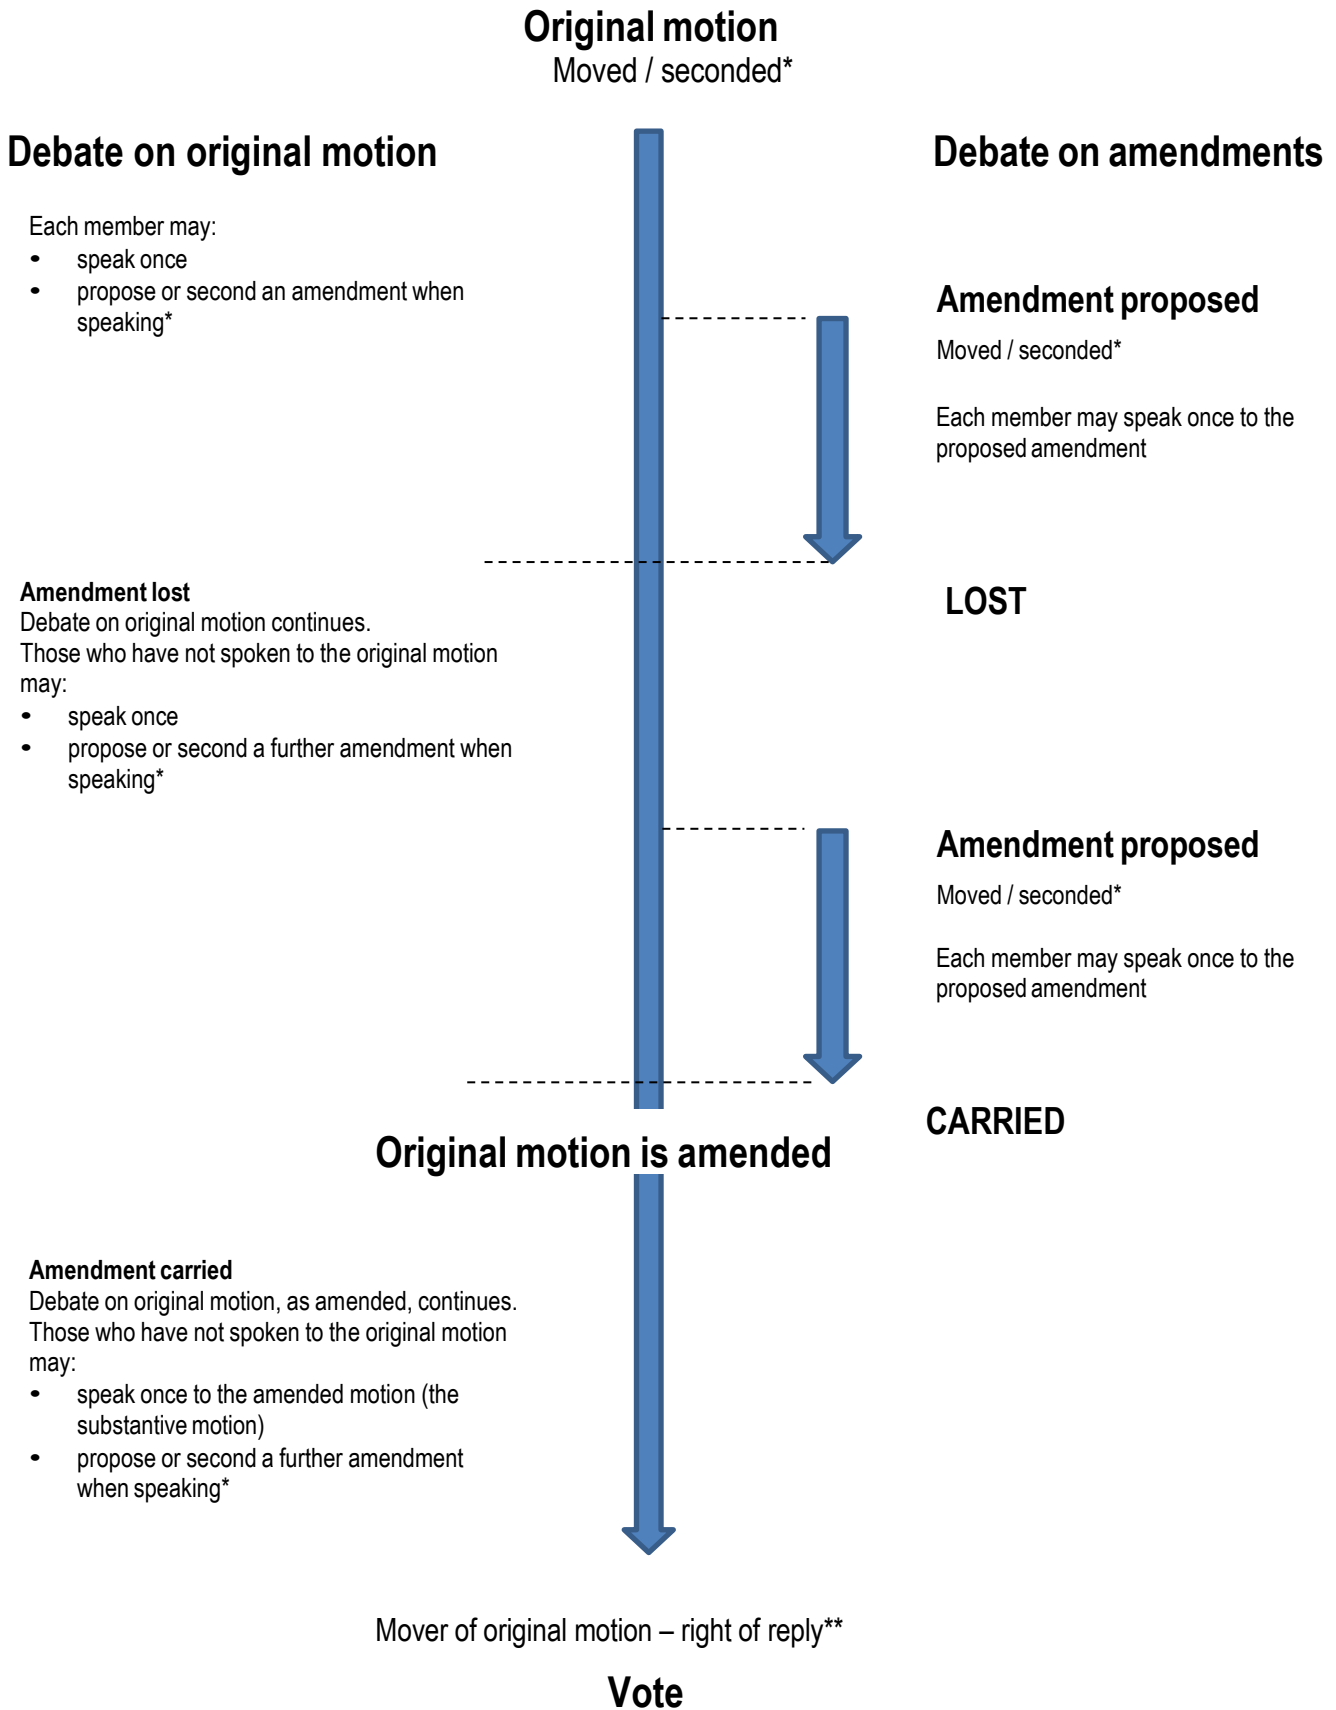 Original motion
Moved / seconded*
Debate on original motion
Debate on amendments
Each member may:
• speak once
• propose or second an amendment when
speaking*
Amendment proposed
Moved / seconded*
Each member may speak once to the
proposed amendment
LOST
Amendment lost
Debate on original motion continues.
Those who have not spoken to the original motion
may:
• speak once
• propose or second a further amendment when
speaking*
Amendment proposed
Moved / seconded*
Each member may speak once to the
proposed amendment
CARRIED
Original motion is amended
Amendment carried
Debate on original motion, as amended, continues.
Those who have not spoken to the original motion
may:
• speak once to the amended motion (the
substantive motion)
• propose or second a further amendment
when speaking*
Mover of original motion – right of reply**
Vote